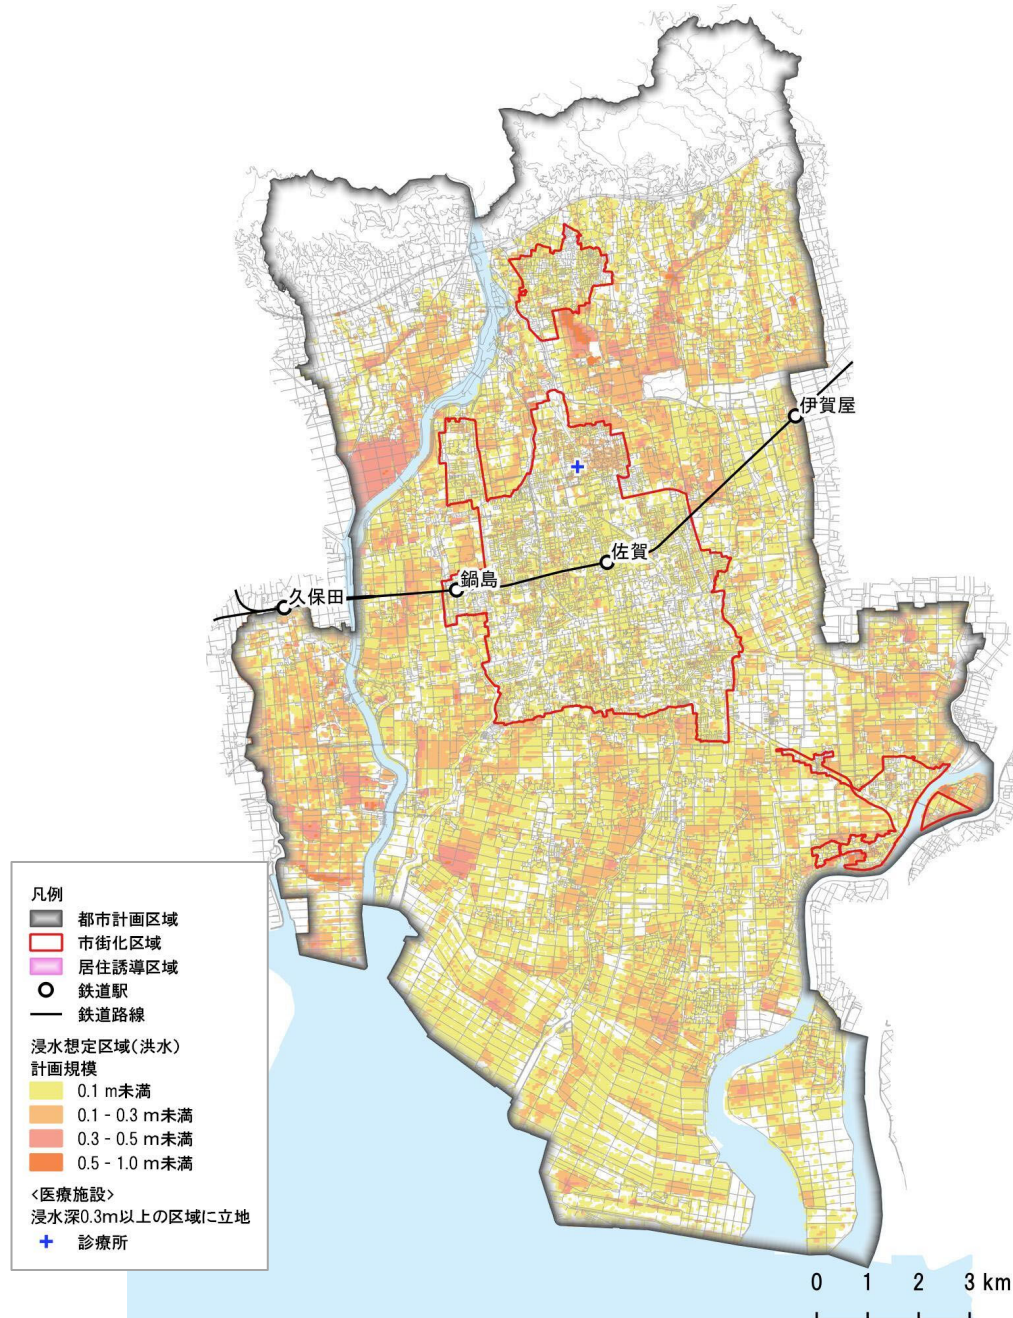 伊賀屋
佐賀
鍋島
久保田
凡例
都市計画区域
市街化区域
居住誘導区域
鉄道駅
鉄道路線
浸水想定区域(洪水)
計画規模
0.1 m未満
0.1 - 0.3 m未満
0.3 - 0.5 m未満
0.5 - 1.0 m未満
<医療施設>
浸水深0.3m以上の区域に立地
診療所
0 1 2 3 km